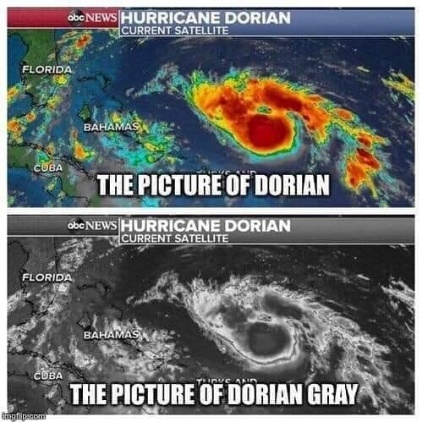 abc NEWS HURRICANE DORIAN
CURRENT SATELLITE
FLORIDA
BAHAMAS
CUBA
THE PICTURE OF DORIAN
abc NEWS HURRICANE DORIAN
CURRENT SATELLITE
FLORIDA
BAHAMAS
CUBA
THE PICTURE OF DORIAN GRAY
imgflip.com